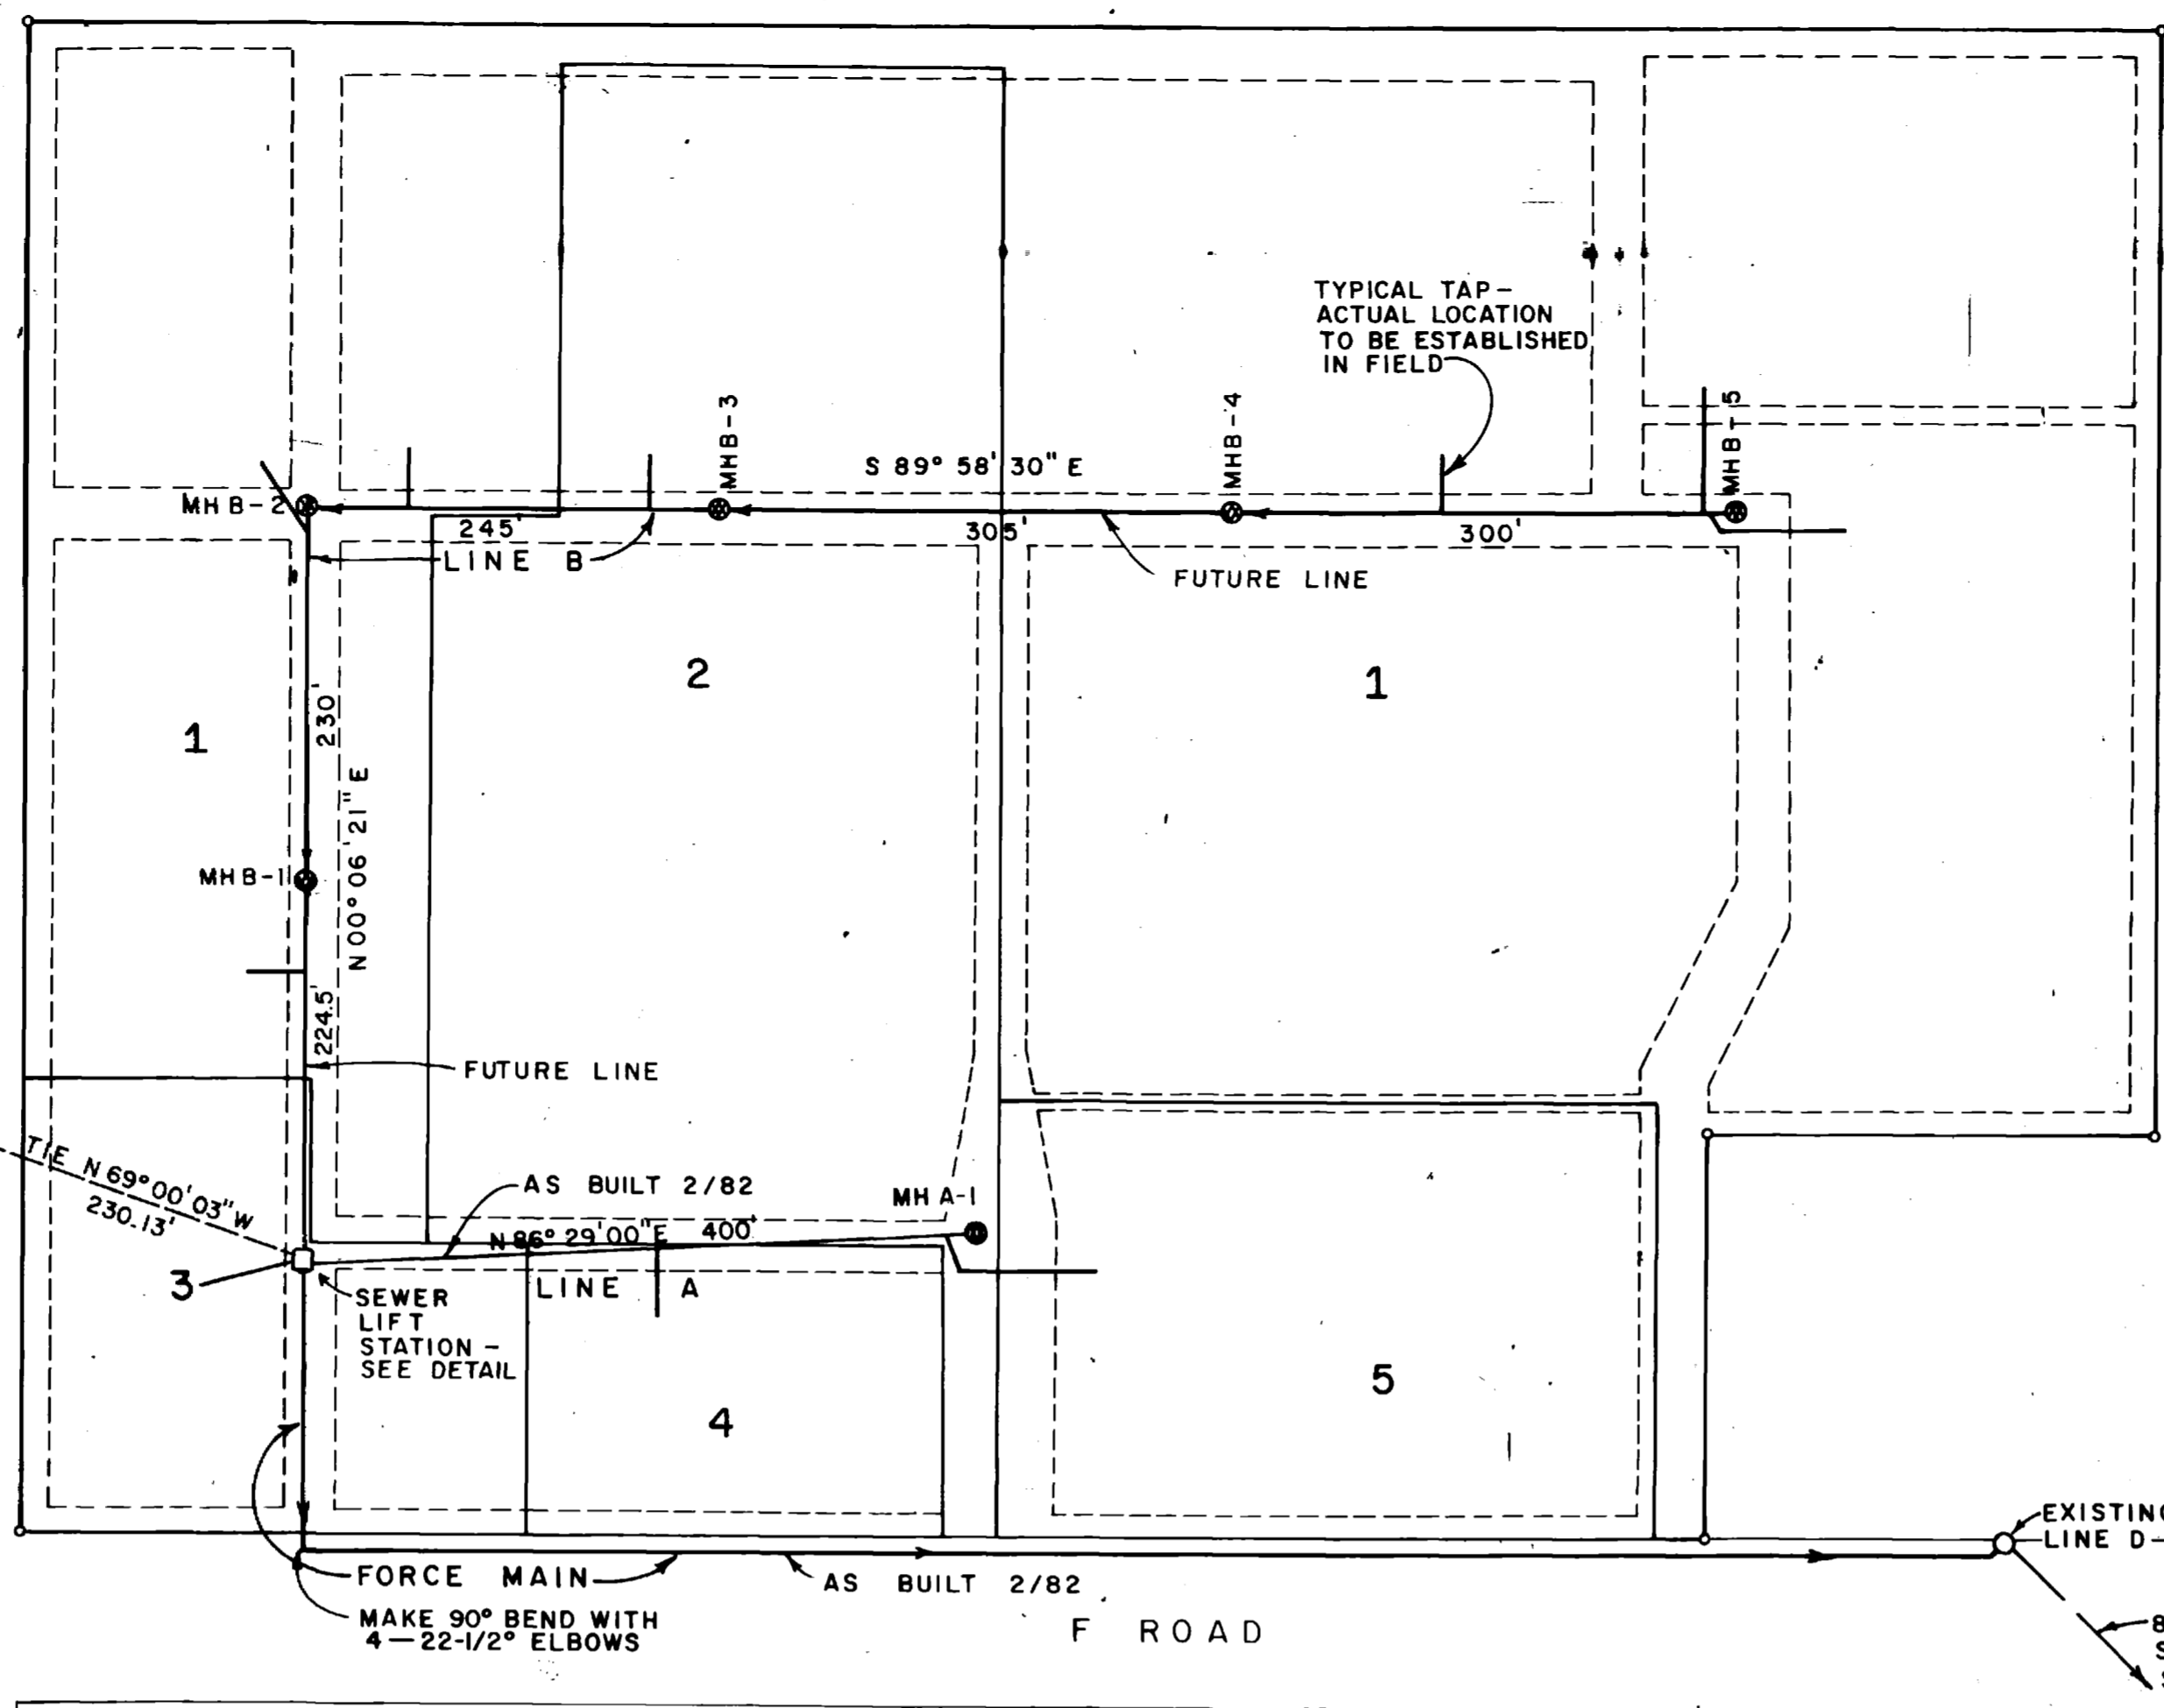 TYPICAL TAP-
ACTUAL LOCATION
TO BE ESTABLISHED
IN FIELD
MHB-3
MHB-4
MHB-5
S 89° 58' 30" E
MHB-2
245'
305'
300'
LINE B
FUTURE LINE
2
1
1
230'
N 00° 06' 21" E
MHB-1
224.5'
FUTURE LINE
TIE N 69° 00' 03" W
230.13'
AS BUILT 2/82
MH A-1
N 86° 29' 00" E 400'
3
LINE A
SEWER
LIFT
STATION -
SEE DETAIL
5
4
EXISTING
LINE D-
FORCE MAIN
AS BUILT 2/82
MAKE 90° BEND WITH
4 - 22-1/2° ELBOWS
F ROAD
8
S